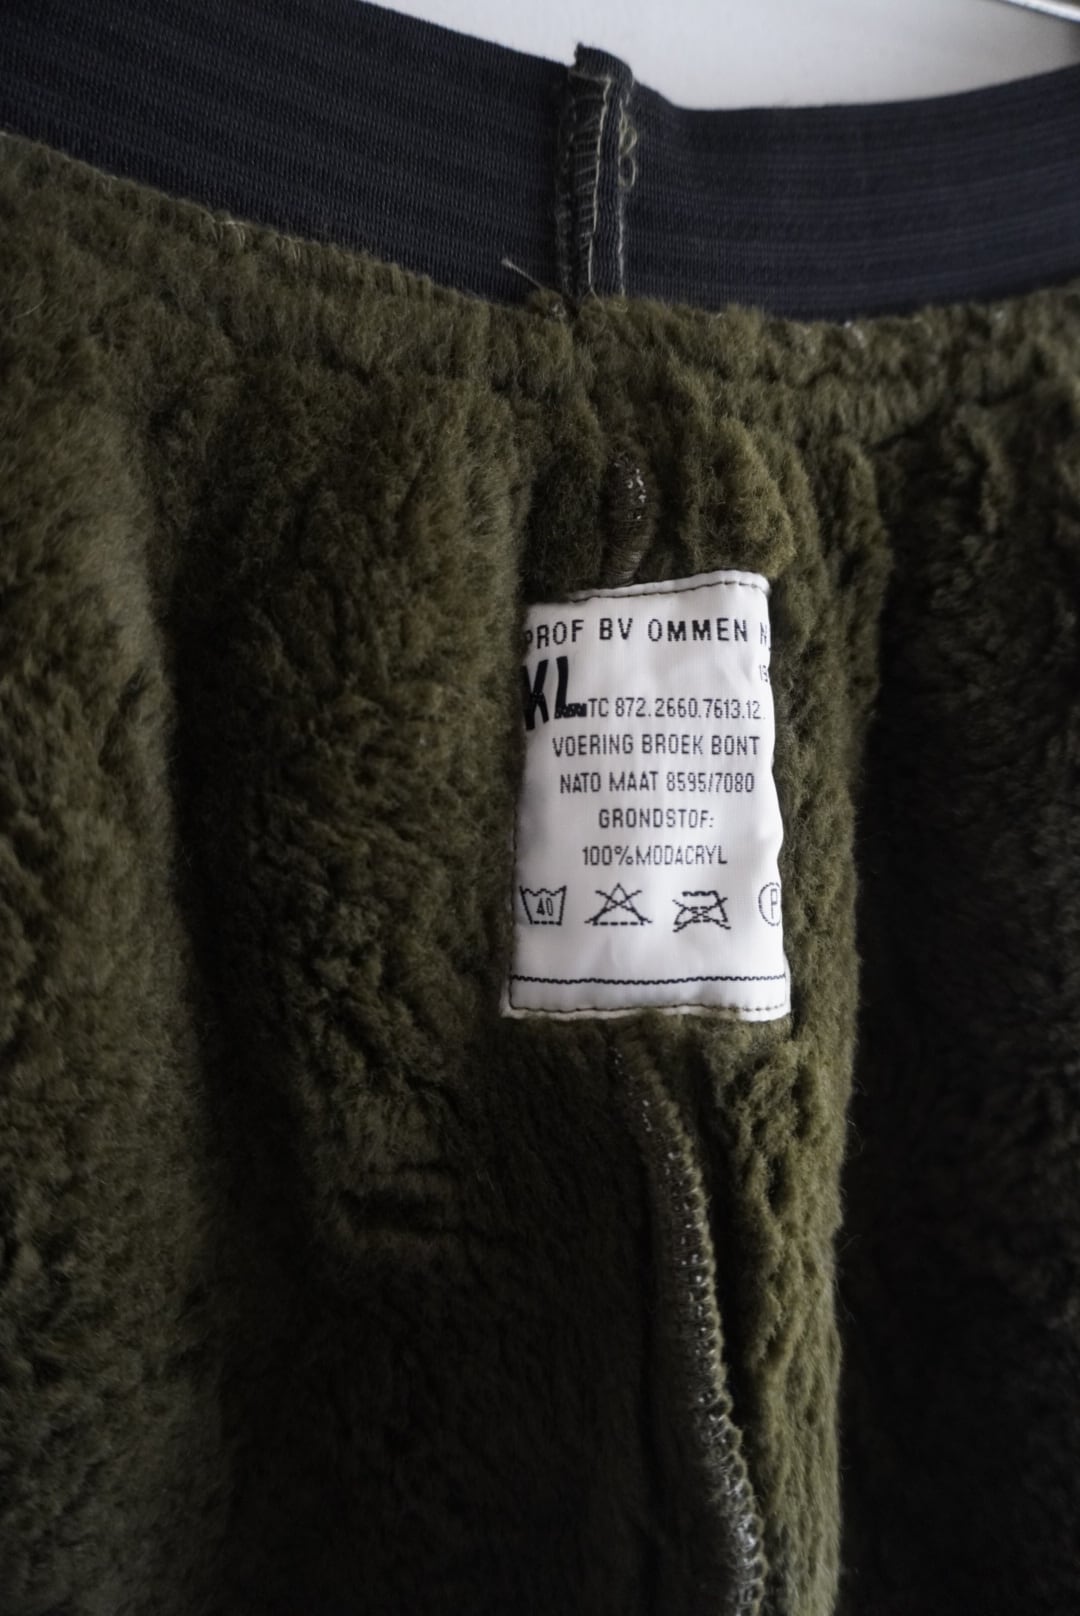 PROF BV OMMEN N
XL
TC 872.2660.7613.12.
VOERING BROEK BONT
NATO MAAT 8595/7080
GRONDSTOF:
100%MODACRYL
40 P